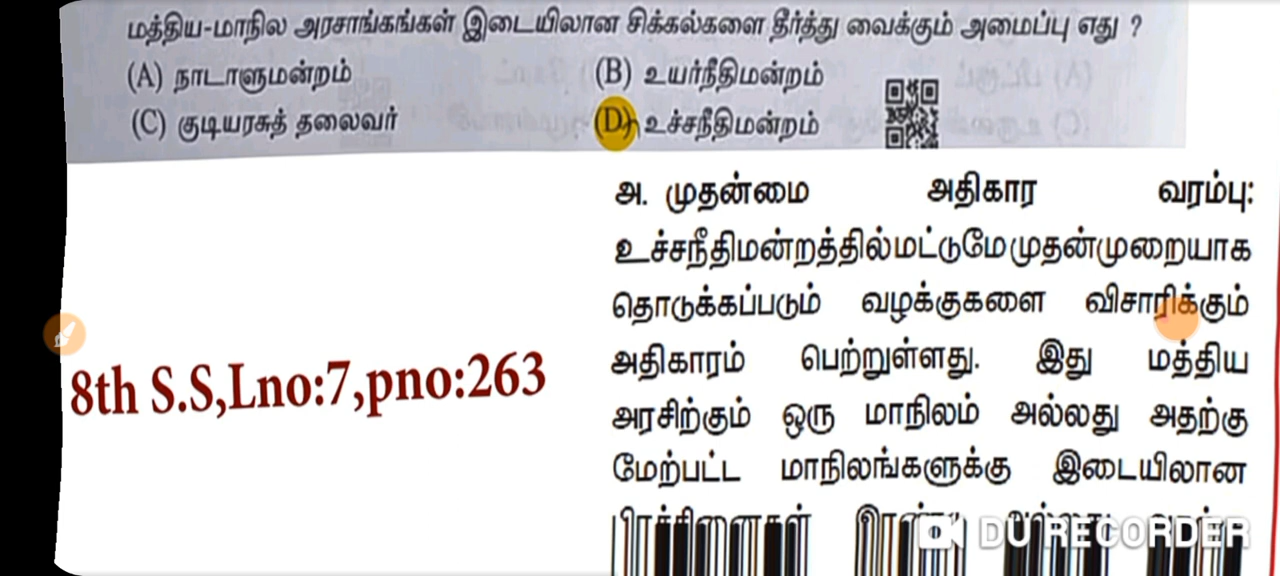 மத்திய-மாநில அரசாங்கங்கள் இடையிலான சிக்கல்களை தீர்த்து வைக்கும் அமைப்பு எது ?
(A) நாடாளுமன்றம் (B) உயர்நீதிமன்றம்
(C) குடியரசுத் தலைவர் (D) உச்சநீதிமன்றம்
அ. முதன்மை அதிகார வரம்பு:
உச்சநீதிமன்றத்தில்மட்டுமேமுதன்முறையாக
தொடுக்கப்படும் வழக்குகளை விசாரிக்கும்
அதிகாரம் பெற்றுள்ளது. இது மத்திய
8th S.S,Lno:7,pno:263
அரசிற்கும் ஒரு மாநிலம் அல்லது அதற்கு
மேற்பட்ட மாநிலங்களுக்கு இடையிலான
DU RECORDER